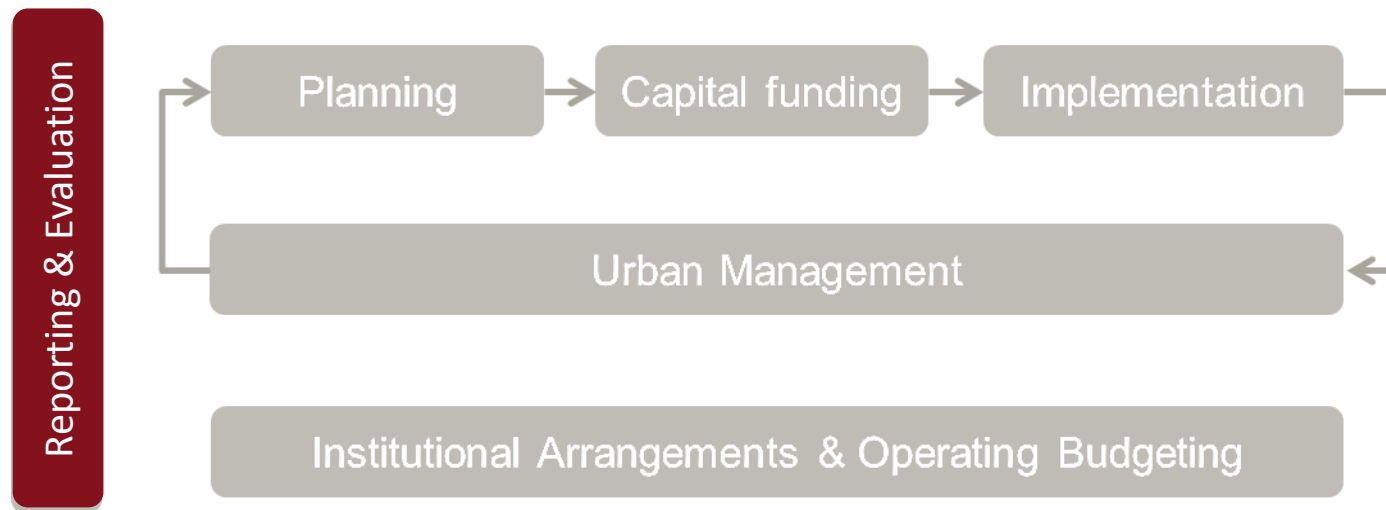 Reporting & Evaluation
Planning
Capital funding
Implementation
Urban Management
Institutional Arrangements & Operating Budgeting